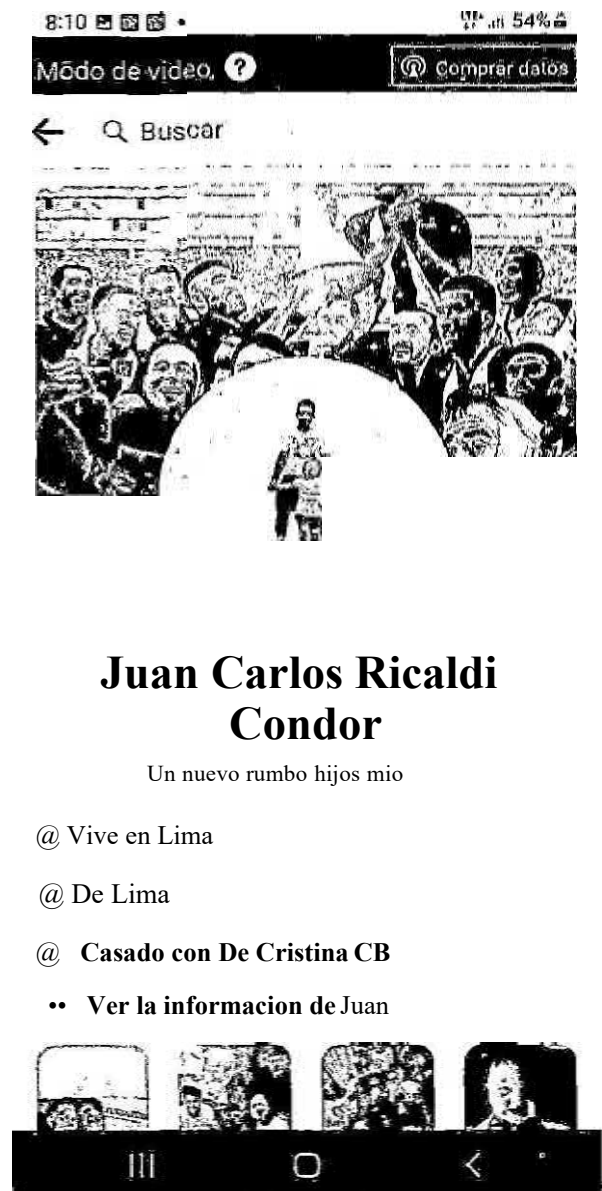 8:10
54%
Modo de video. ?
Comprar datos
Buscar
Juan Carlos Ricaldi
Condor
Un nuevo rumbo hijos mio
@ Vive en Lima
@ De Lima
@ Casado con De Cristina CB
•• Ver la informacion de Juan